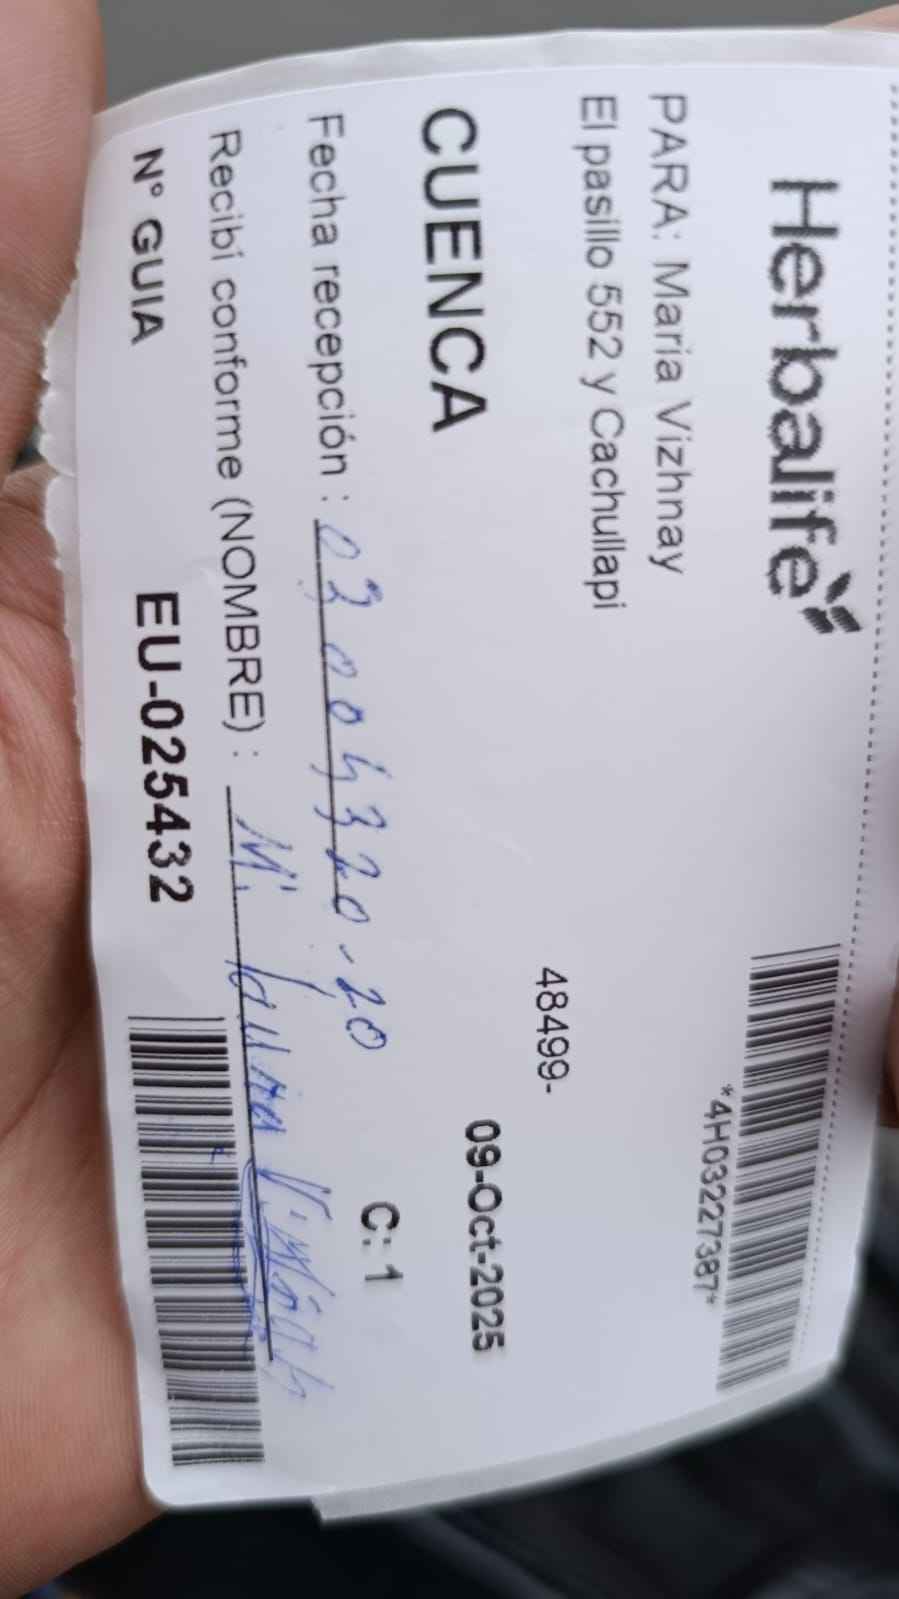 Herbalife
*4H03227387*
PARA: Maria Vizhnay
El pasillo 552 y Cachullapi
48499-
CUENCA
09-Oct-2025
Fecha recepción : 0300432020
C: 1
Recibí conforme (NOMBRE) : M.
N° GUIA EU-025432